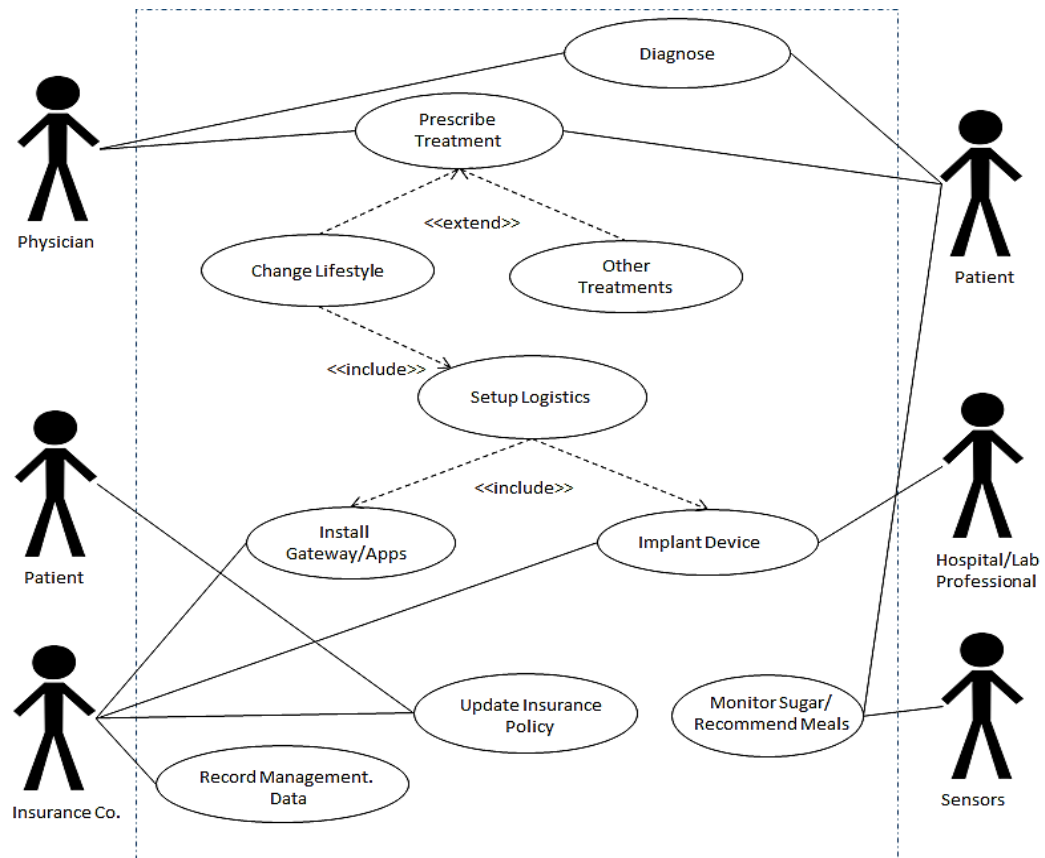 Diagnose
Prescribe
Treatment
Physician
<<extend>>
Change Lifestyle
Other
Treatments
Patient
<<include>>
Setup Logistics
<<include>>
Install
Gateway/Apps
Implant Device
Patient
Hospital/Lab
Professional
Update Insurance
Policy
Monitor Sugar/
Recommend Meals
Record Management.
Data
Insurance Co.
Sensors